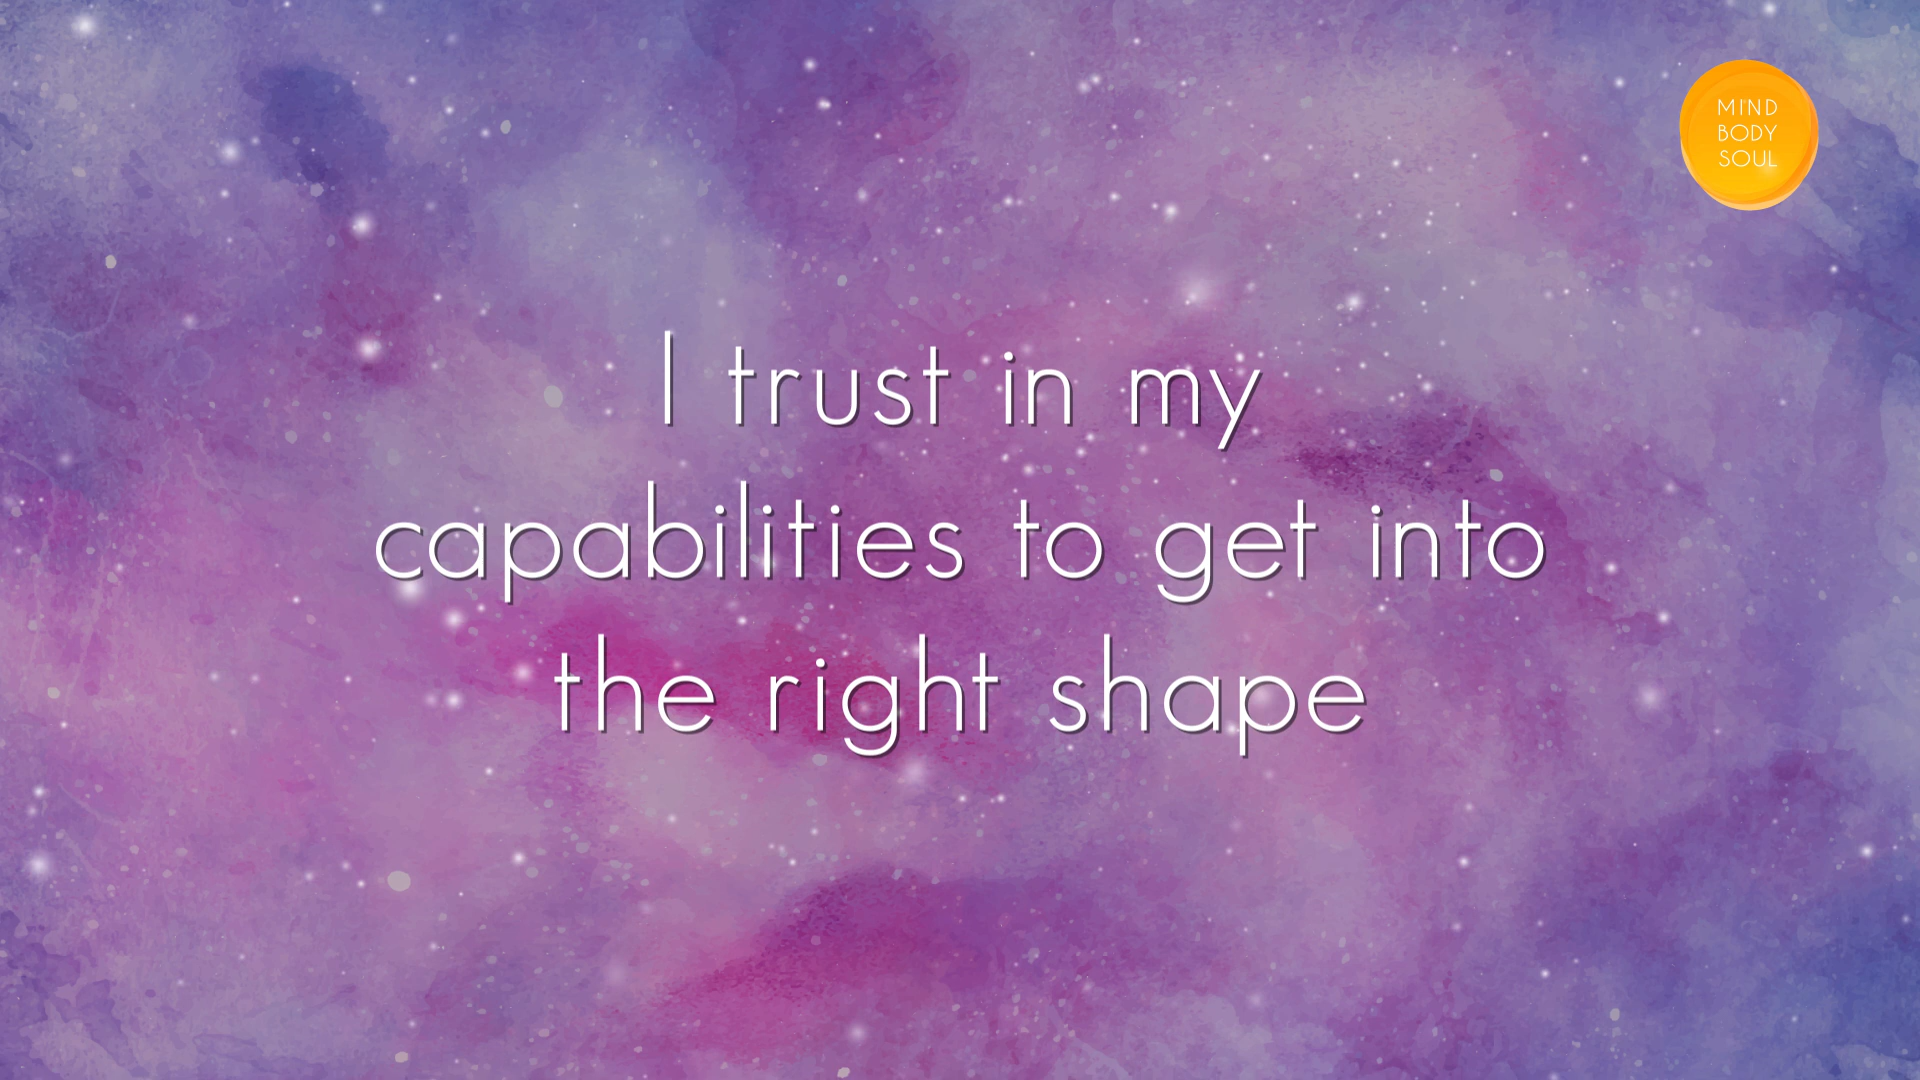 MIND
BODY
SOUL
I trust in my
capabilities to get into
the right shape